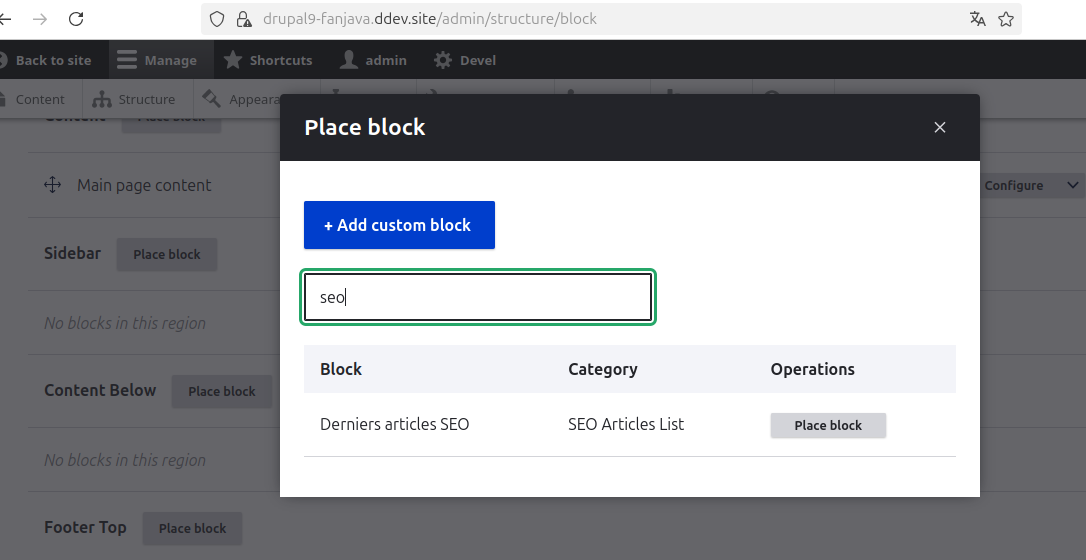 drupal9-fanjava.ddev.site/admin/structure/block
Back to site Manage Shortcuts admin Devel
Content Structure Appeara
Content Place block
Place block
Main page content Configure
+ Add custom block
Sidebar Place block
seo
No blocks in this region
Block Category Operations
Content Below Place block
Derniers articles SEO SEO Articles List Place block
No blocks in this region
Footer Top Place block